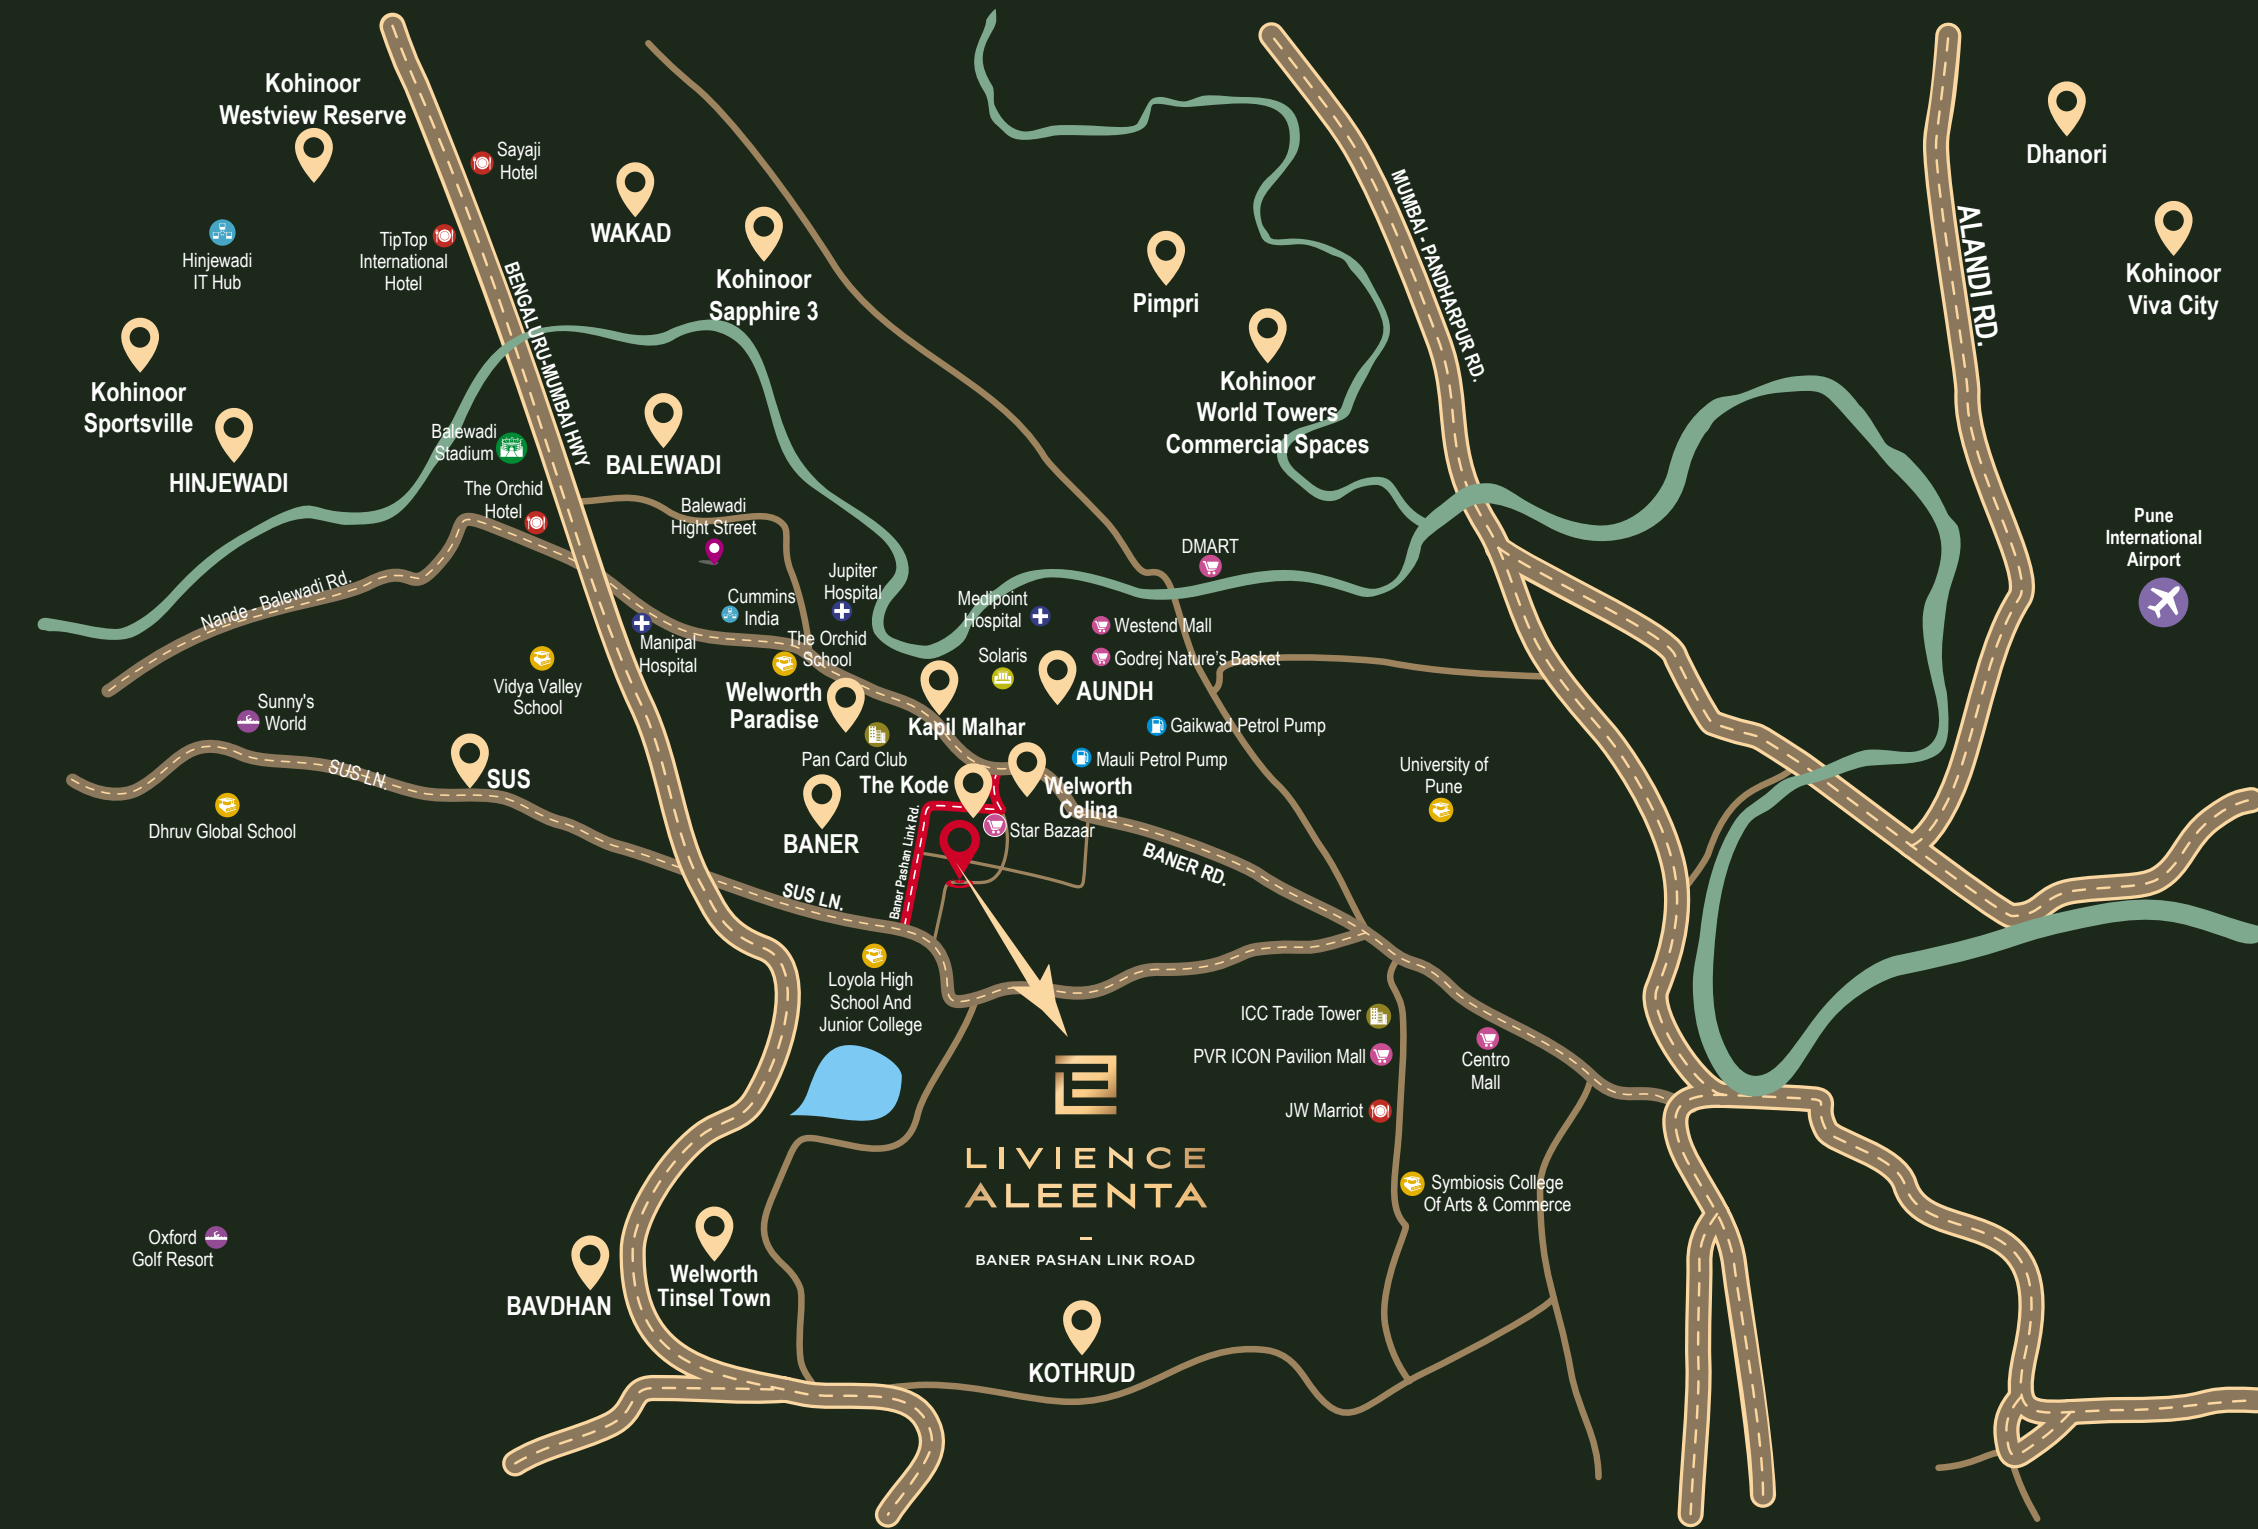 Kohinoor
Westview Reserve
Sayaji
Hotel
WAKAD
Kohinoor
Sapphire 3
Hinjewadi
IT Hub
TipTop
International
Hotel
BENGALURU-MUMBAI HWY
Pimpri
MUMBAI - PANDHARPUR RD.
ALANDI RD.
Dhanori
Kohinoor
Viva City
Kohinoor
Sportsville
HINJEWADI
Balewadi
Stadium
BALEWADI
Kohinoor
World Towers
Commercial Spaces
The Orchid
Hotel
Balewadi
Hight Street
Pune
International
Airport
DMART
Nande - Balewadi Rd.
Cummins
India
Jupiter
Hospital
Medipoint
Hospital
Manipal
Hospital
The Orchid
School
Westend Mall
Solaris
Godrej Nature's Basket
Vidya Valley
School
Sunny's
World
Welworth
Paradise
AUNDH
Kapil Malhar
Gaikwad Petrol Pump
Pan Card Club
Mauli Petrol Pump
SUS LN.
SUS
University of
Pune
The Kode
Welworth
Celina
Dhruv Global School
BANER
Star Bazaar
Baner Pashan Link Rd.
BANER RD.
SUS LN.
Loyola High
School And
Junior College
ICC Trade Tower
PVR ICON Pavilion Mall
Centro
Mall
JW Marriot
LIVIENCE
ALEENTA
BANER PASHAN LINK ROAD
Symbiosis College
Of Arts & Commerce
Oxford
Golf Resort
BAVDHAN
Welworth
Tinsel Town
KOTHRUD